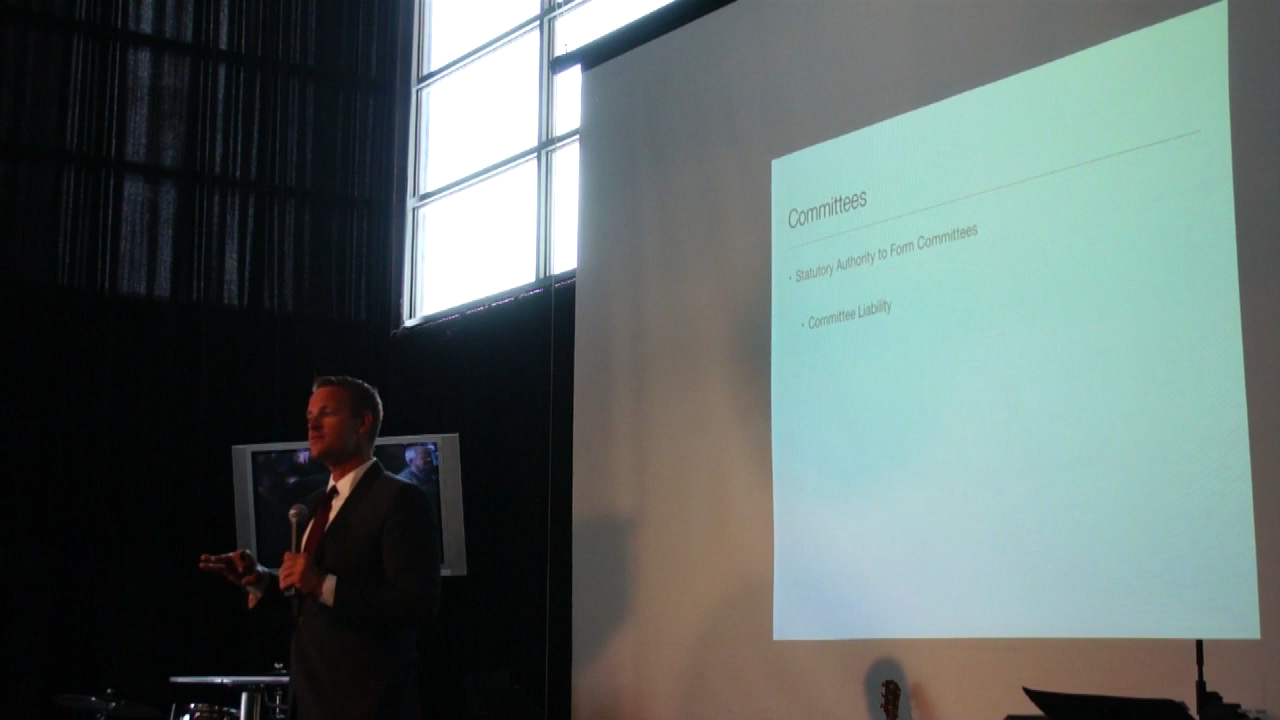 Committees
• Statutory Authority to Form Committees
• Committee Liability